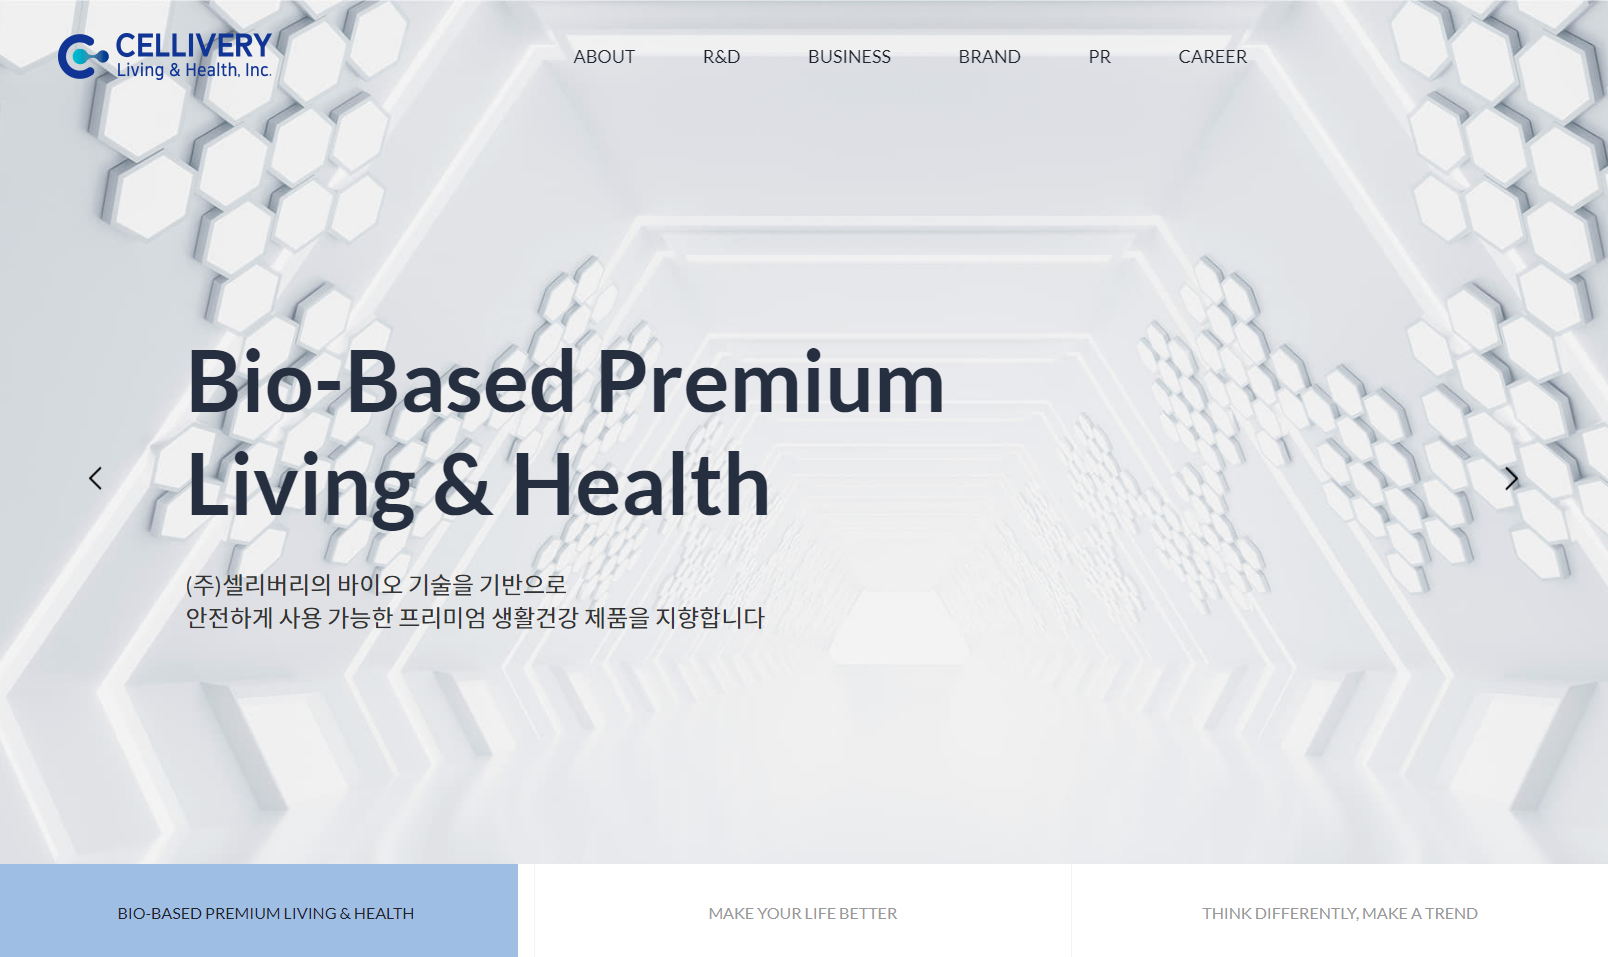 CELLIVERY
Living & Health, Inc.
ABOUT
R&D
BUSINESS
BRAND
PR
CAREER
Bio-Based Premium
Living & Health
(주)셀리버리의 바이오 기술을 기반으로
안전하게 사용 가능한 프리미엄 생활건강 제품을 지향합니다
BIO-BASED PREMIUM LIVING & HEALTH
MAKE YOUR LIFE BETTER
THINK DIFFERENTLY, MAKE A TREND